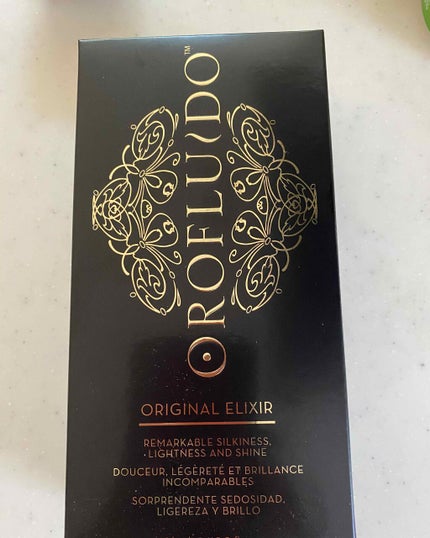 OROFLUIDO™
ORIGINAL ELIXIR
REMARKABLE SILKINESS,
LIGHTNESS AND SHINE
DOUCEUR, LÉGÈRETÉ ET BRILLANCE
INCOMPARABLES
SORPRENDENTE SEDOSIDAD,
LIGEREZA Y BRILLO